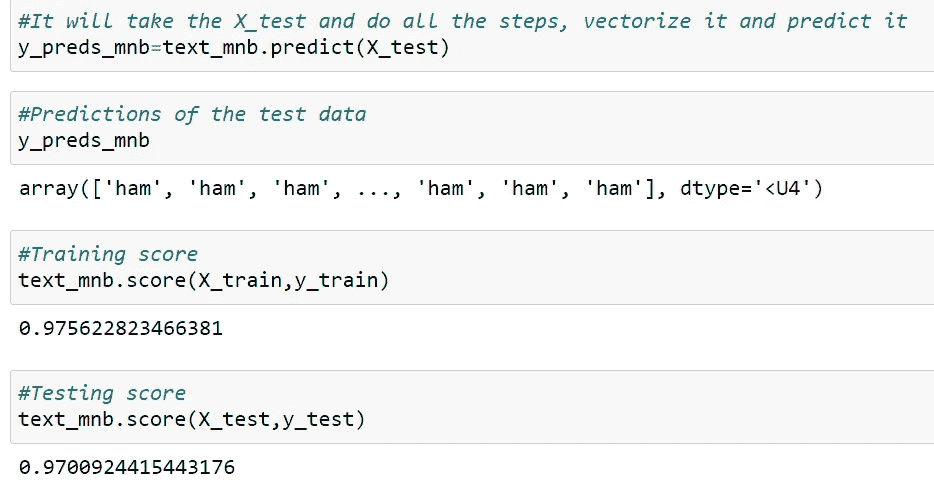 #It will take the X_test and do all the steps, vectorize it and predict it
y_preds_mnb=text_mnb.predict(X_test)
#Predictions of the test data
y_preds_mnb
array(['ham', 'ham', 'ham', ..., 'ham', 'ham', 'ham'], dtype='<U4')
#Training score
text_mnb.score(X_train,y_train)
0.975622823466381
#Testing score
text_mnb.score(X_test,y_test)
0.9700924415443176